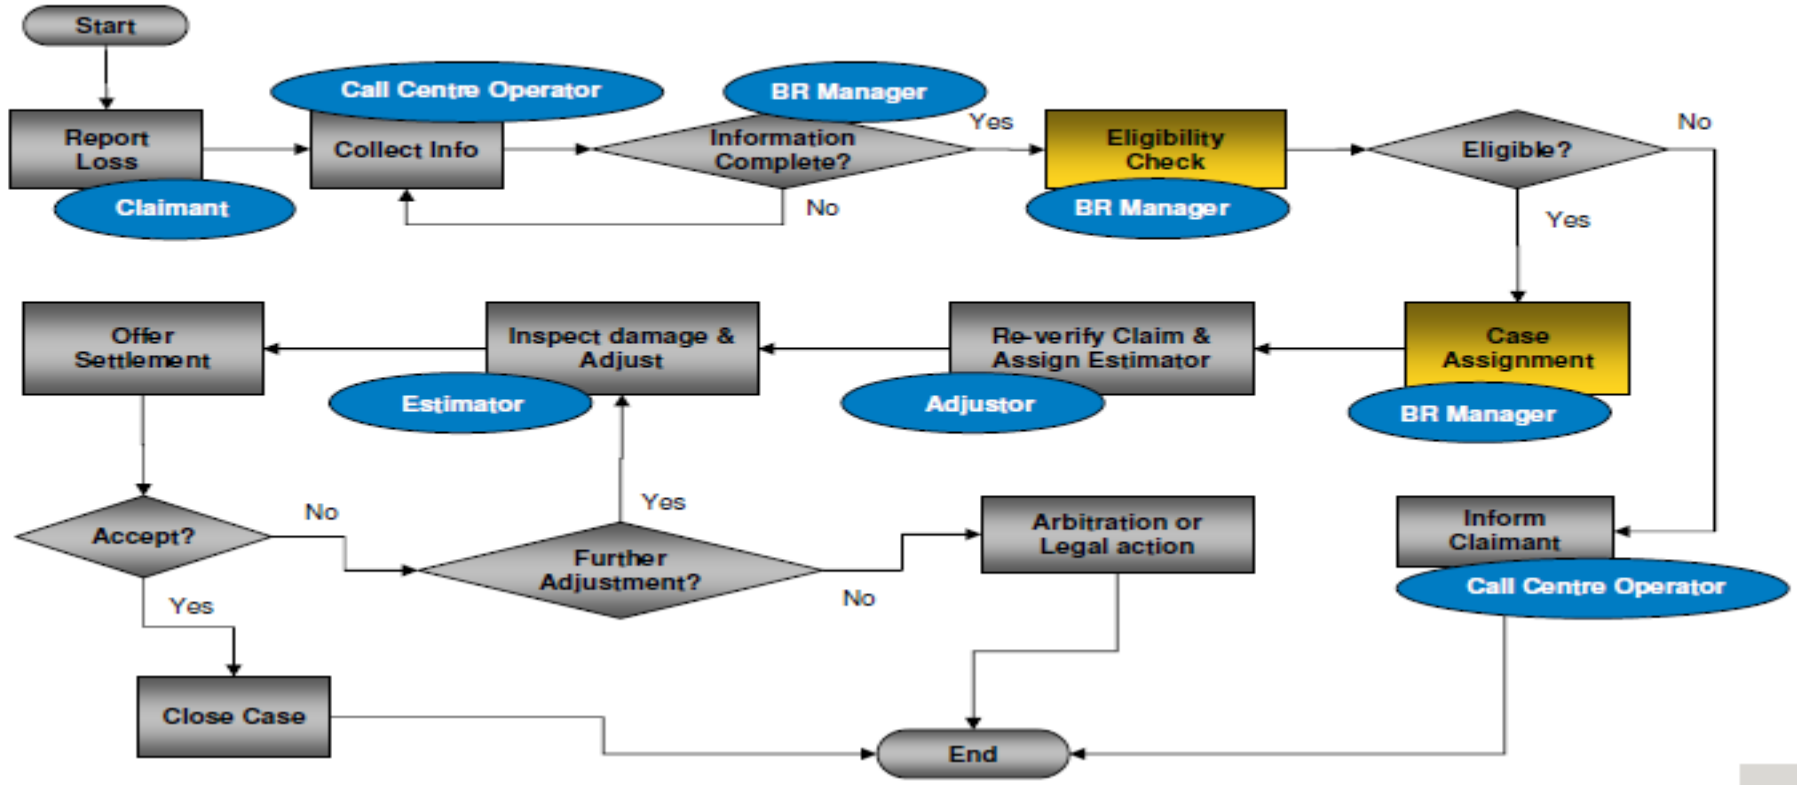 Start
Call Centre Operator
BR Manager
Report
Loss
Claimant
Collect Info
Information
Complete?
Yes
No
Eligibility
Check
BR Manager
Eligible?
No
Yes
Offer
Settlement
Inspect damage &
Adjust
Estimator
Re-verify Claim &
Assign Estimator
Adjustor
Case
Assignment
BR Manager
Accept?
No
Yes
Further
Adjustment?
Yes
No
Arbitration or
Legal action
Inform
Claimant
Call Centre Operator
Close Case
End